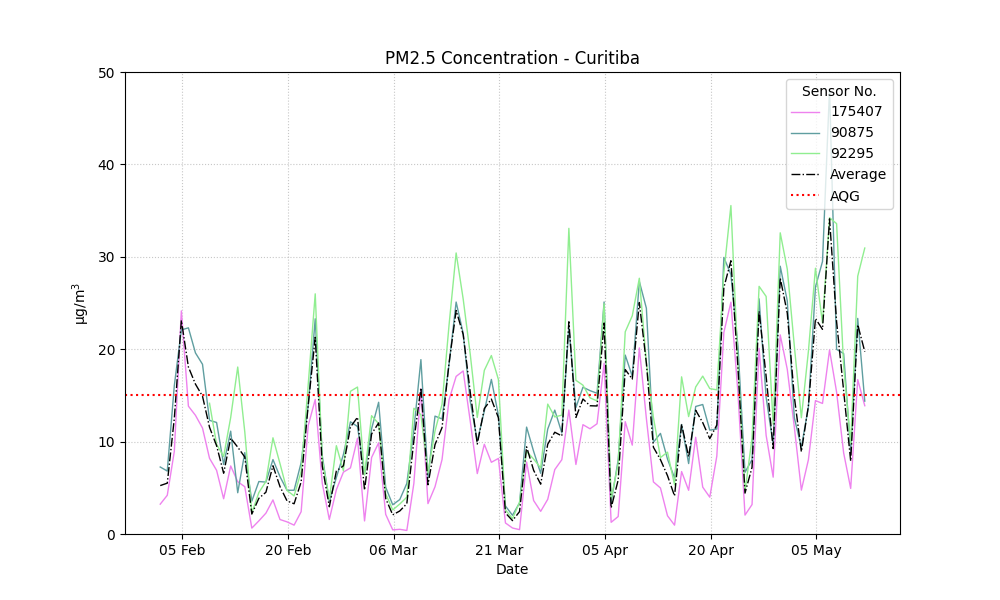 PM2.5 Concentration - Curitiba
50
40
30
20
10
0
μg/m³
05 Feb
20 Feb
06 Mar
21 Mar
05 Apr
20 Apr
05 May
Date
Sensor No.
175407
90875
92295
Average
AQG